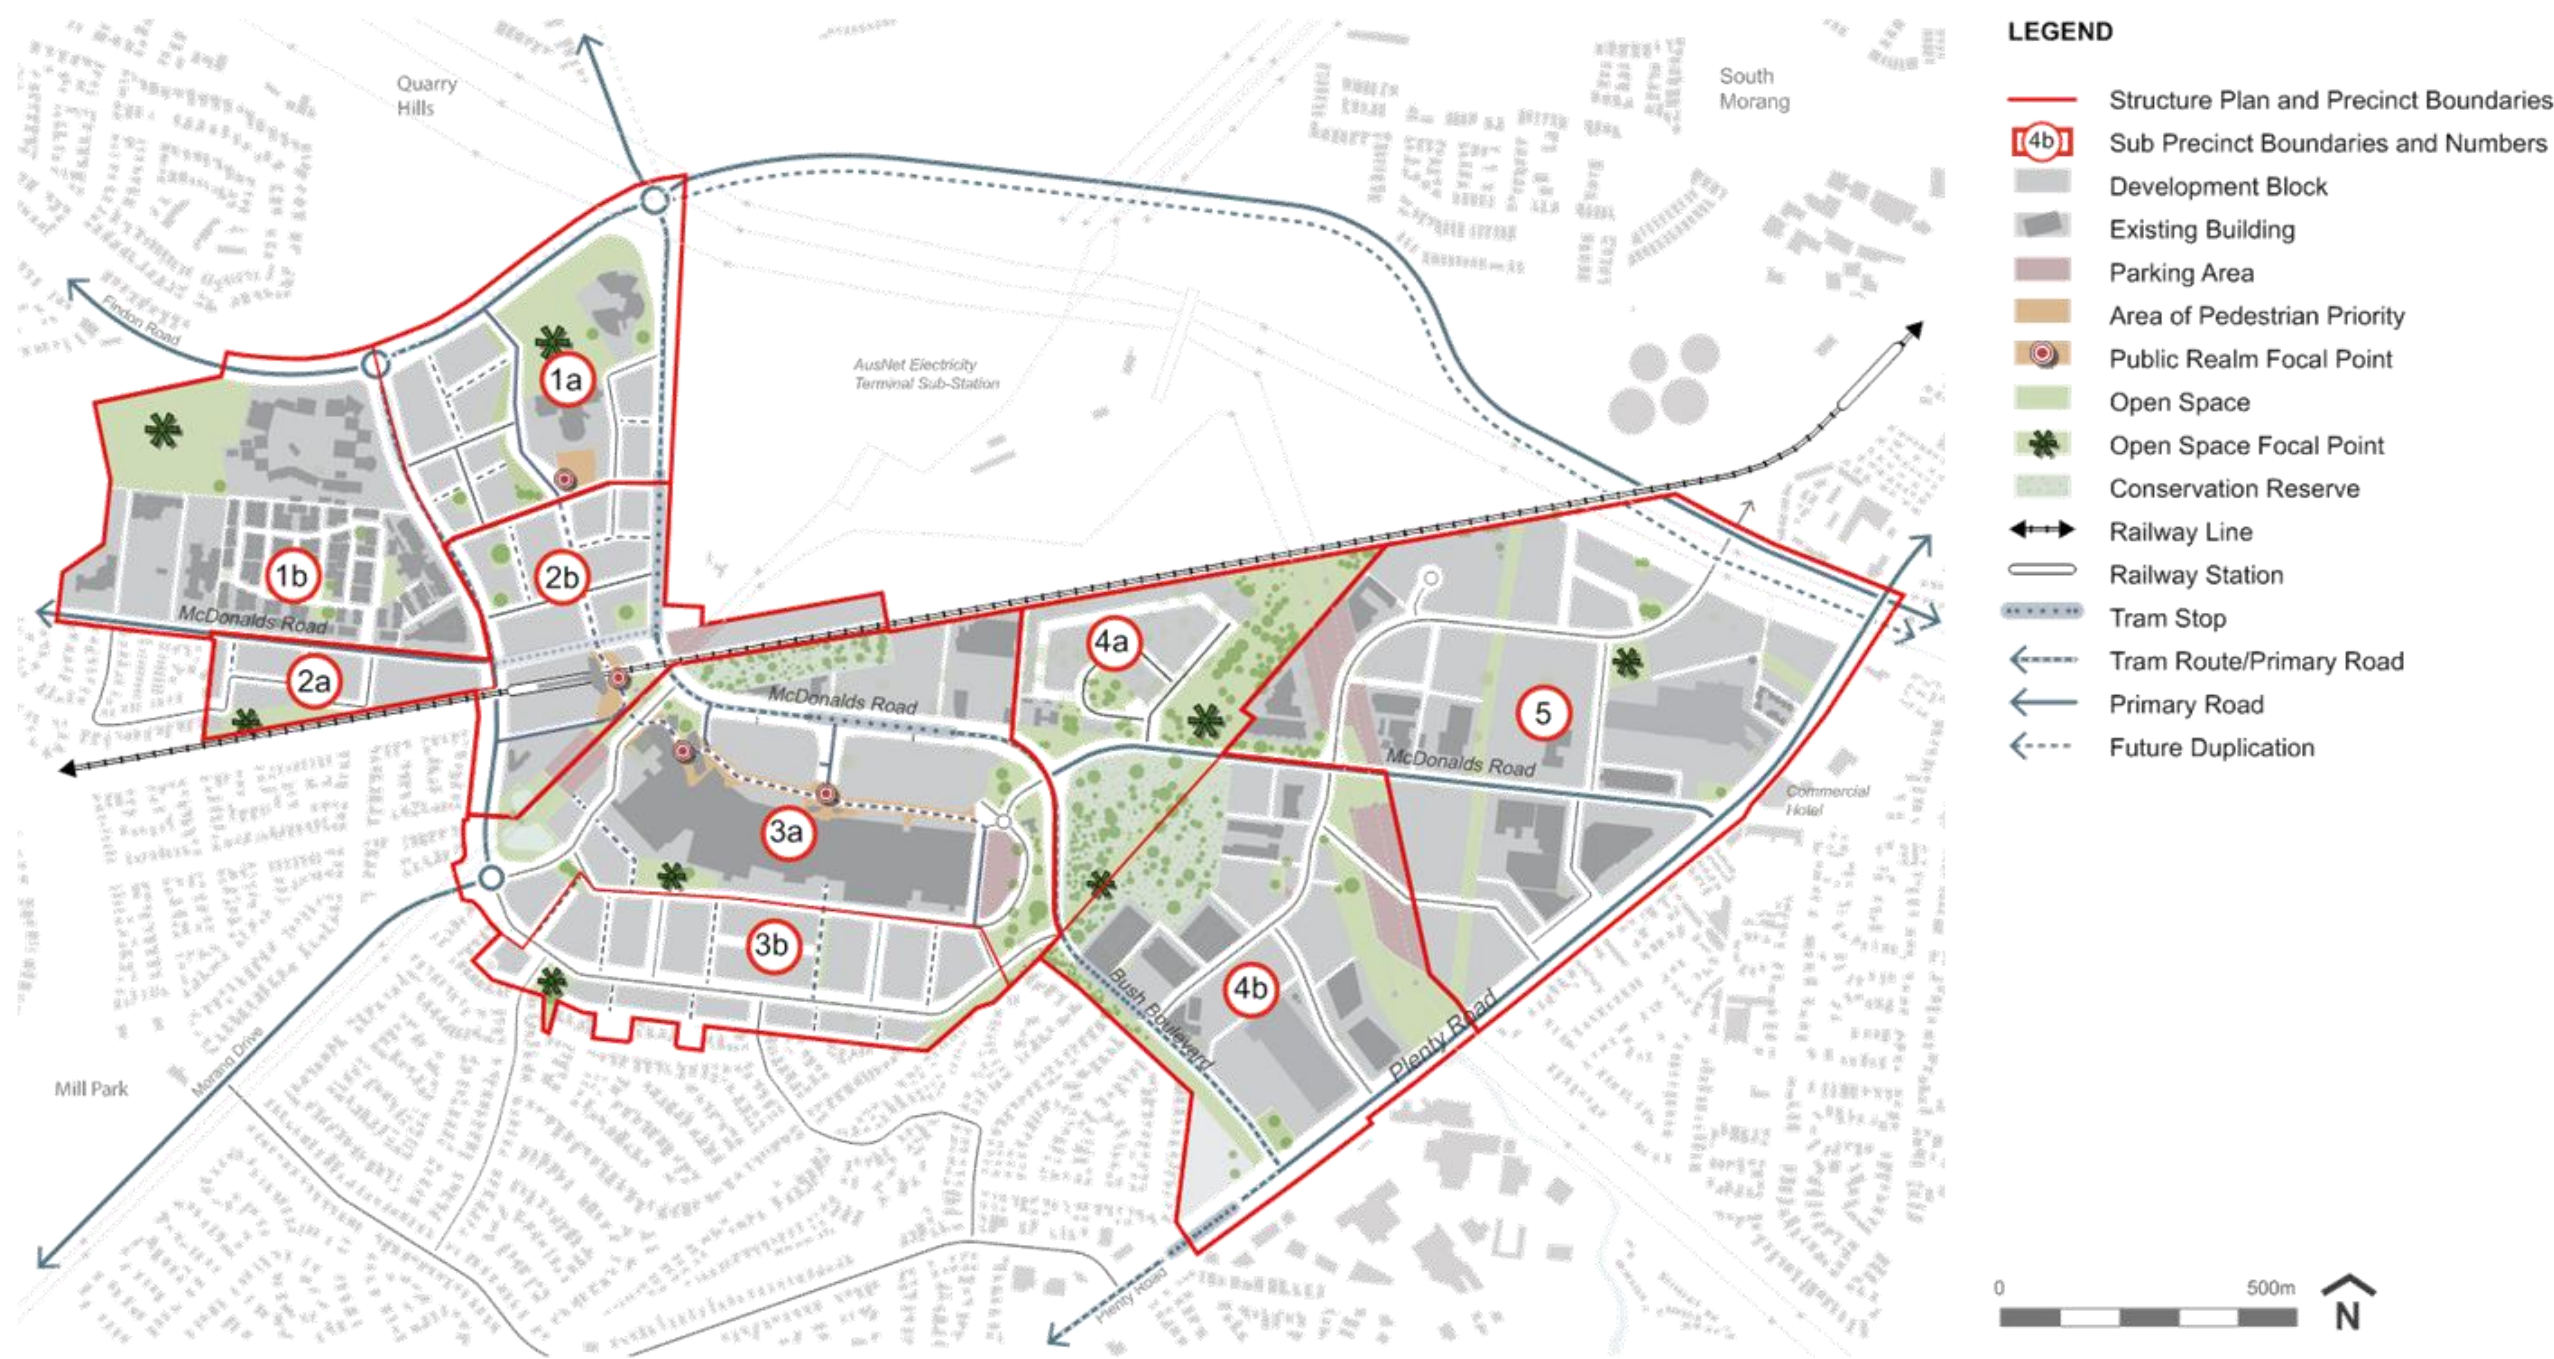 Quarry
Hills
South
Morang
Findon Road
AusNet Electricity
Terminal Sub-Station
1a
1b
2b
McDonalds Road
2a
4a
McDonalds Road
5
McDonalds Road
Commercial
Hotel
3a
3b
4b
Bush Boulevard
Plenty Road
Morang Drive
Mill Park
Plenty Road
LEGEND
Structure Plan and Precinct Boundaries
4b
Sub Precinct Boundaries and Numbers
Development Block
Existing Building
Parking Area
Area of Pedestrian Priority
Public Realm Focal Point
Open Space
Open Space Focal Point
Conservation Reserve
Railway Line
Railway Station
Tram Stop
Tram Route/Primary Road
Primary Road
Future Duplication
0 500m
N